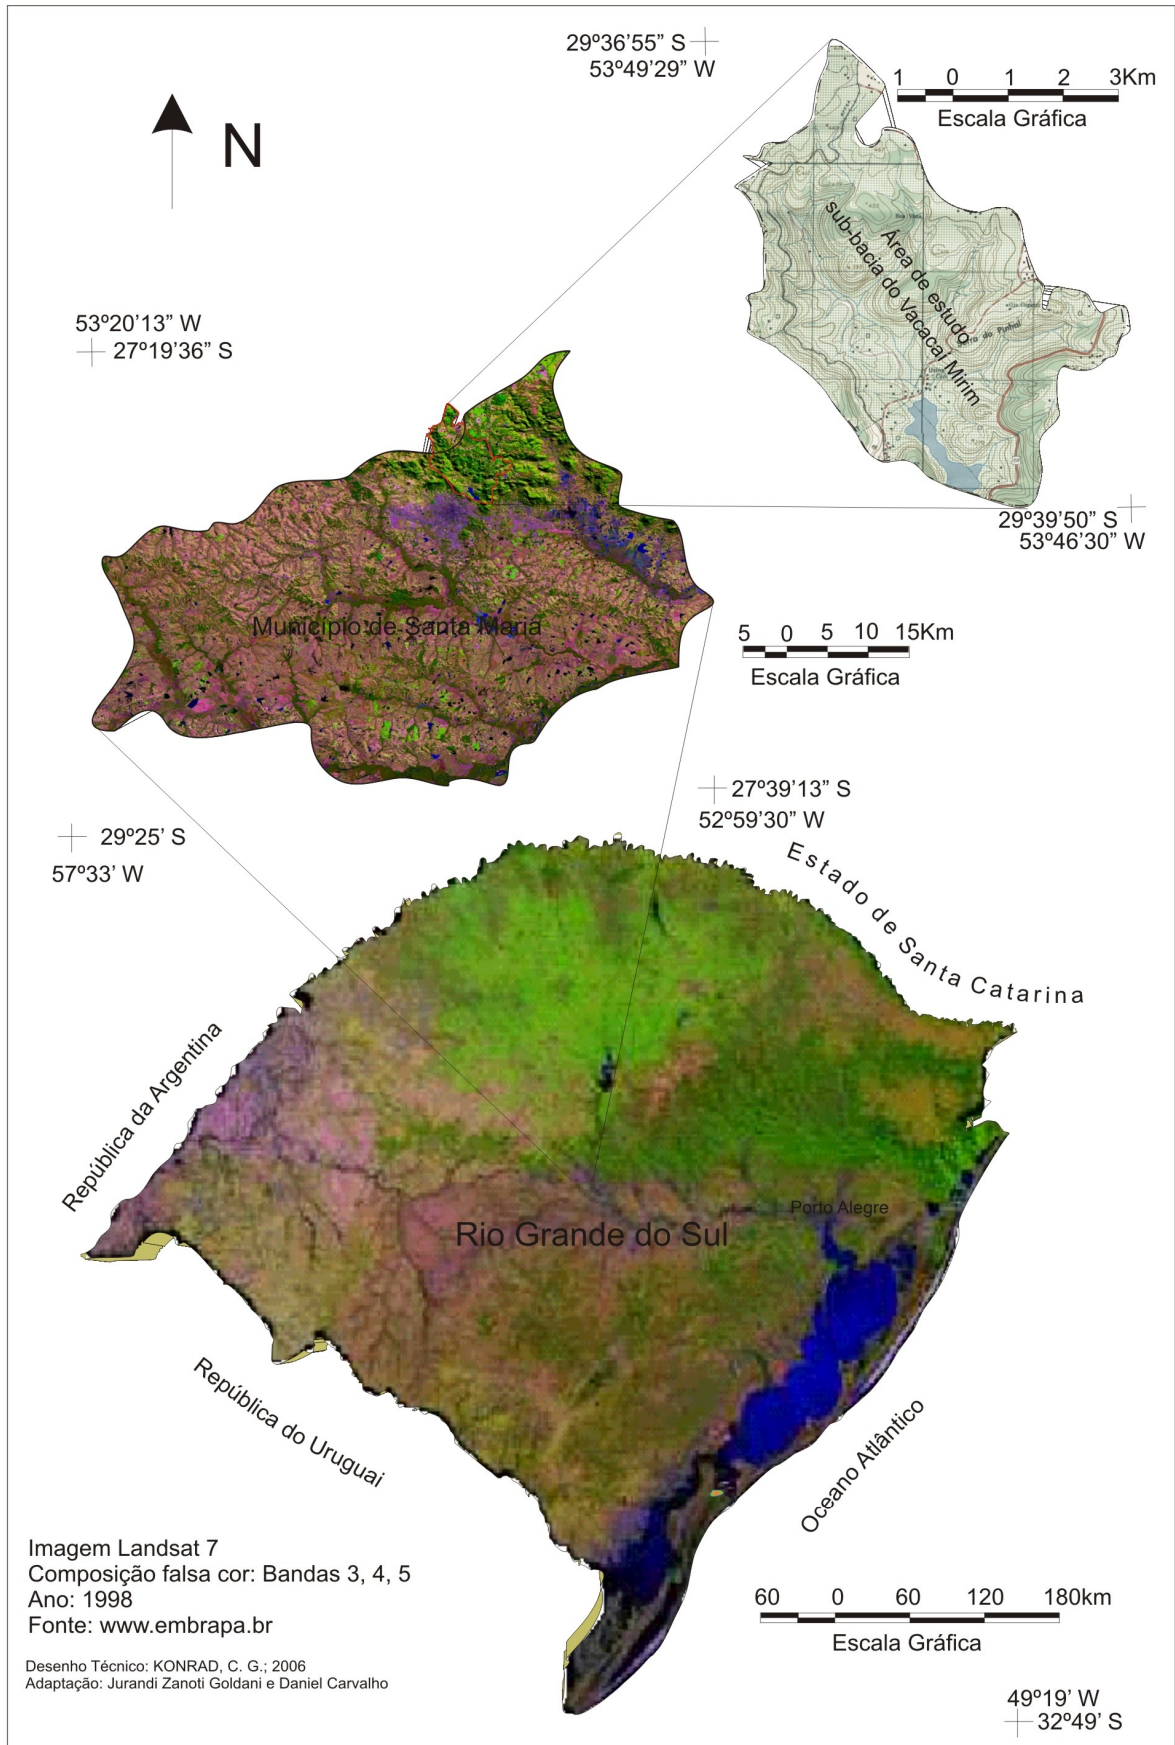 29º36’55” S
53º49’29” W
1 0 1 2 3Km
Escala Gráfica
N
Área de estudo
sub-bacia do Vacacaí Mirim
Serra do Pinhal
53º20’13” W
27º19’36” S
29º39’50” S
53º46’30” W
Município de Santa Maria
5 0 5 10 15Km
Escala Gráfica
27º39’13” S
52º59’30” W
29º25’ S
57º33’ W
Estado de Santa Catarina
República da Argentina
Porto Alegre
Rio Grande do Sul
República do Uruguai
Oceano Atlântico
Imagem Landsat 7
Composição falsa cor: Bandas 3, 4, 5
Ano: 1998
Fonte: www.embrapa.br
60 0 60 120 180km
Escala Gráfica
Desenho Técnico: KONRAD, C. G.; 2006
Adaptação: Jurandi Zanoti Goldani e Daniel Carvalho
49º19’ W
32º49’ S